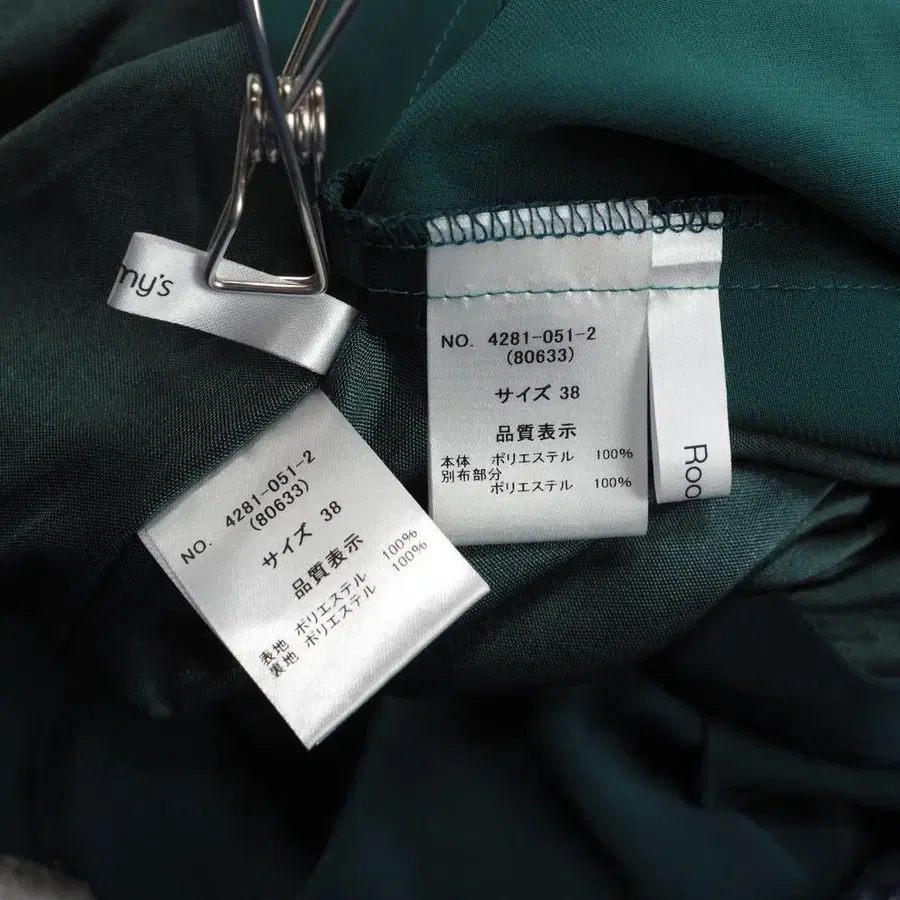 my's
NO. 4281-051-2
(80633)
サイズ 38
品質表示
本体 ポリエステル 100%
別布部分
ポリエステル 100%
Roo
NO. 4281-051-2
(80633)
サイズ 38
品質表示
表地 ポリエステル 100%
裏地 ポリエステル 100%